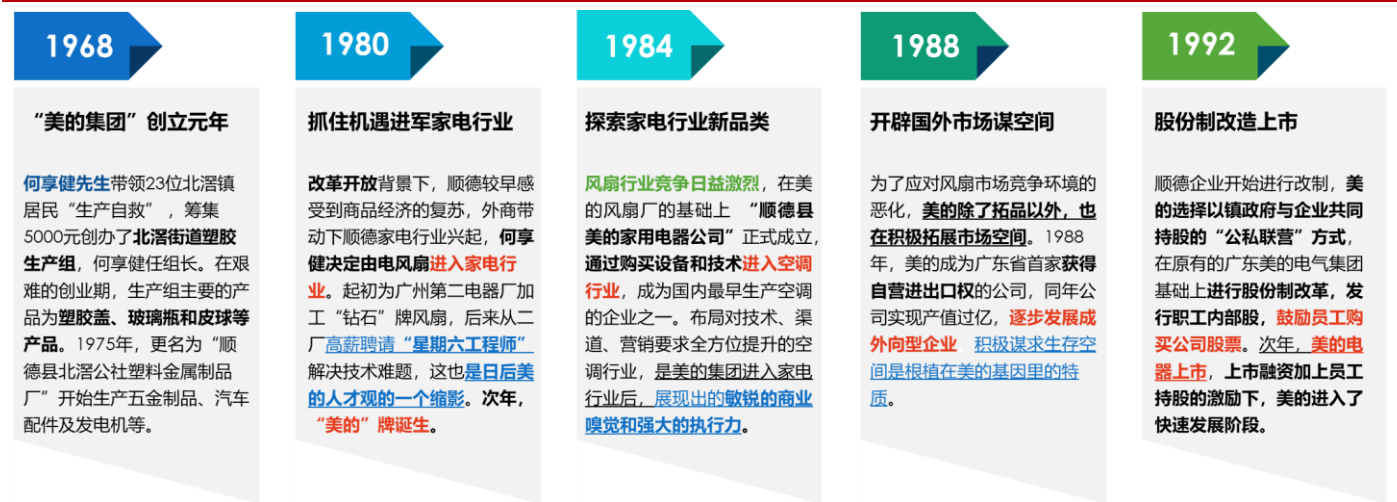 1968
“美的集团”创立元年
何享健先生带领23位北滘镇
居民“生产自救”，筹集
5000元创办了北滘街道塑胶
生产组，何享健任组长。在艰
难的创业期，生产组主要的产
品为塑胶盖、玻璃瓶和皮球等
产品。1975年，更名为“顺
德县北滘公社塑料金属制品
厂”开始生产五金制品、汽车
配件及发电机等。
1980
抓住机遇进军家电行业
改革开放背景下，顺德较早感
受到商品经济的复苏，外商带
动下顺德家电行业兴起，何享
健决定由电风扇进入家电行
业。起初为广州第二电器厂加
工“钻石”牌风扇，后来从二
厂高薪聘请“星期六工程师”
解决技术难题，这也是日后美
的人才观的一个缩影。次年，
“美的”牌诞生。
1984
探索家电行业新品类
风扇行业竞争日益激烈，在美
的风扇厂的基础上 “顺德县
美的家用电器公司”正式成立，
通过购买设备和技术进入空调
行业，成为国内最早生产空调
的企业之一。布局对技术、渠
道、营销要求全方位提升的空
调行业，是美的集团进入家电
行业后，展现出的敏锐的商业
嗅觉和强大的执行力。
1988
开辟国外市场谋空间
为了应对风扇市场竞争环境的
恶化，美的除了拓品以外，也
在积极拓展市场空间。1988
年，美的成为广东省首家获得
自营进出口权的公司，同年公
司实现产值过亿，逐步发展成
外向型企业 积极谋求生存空
间是根植在美的基因里的特
质。
1992
股份制改造上市
顺德企业开始进行改制，美
的选择以镇政府与企业共同
持股的“公私联营”方式，
在原有的广东美的电气集团
基础上进行股份制改革，发
行职工内部股，鼓励员工购
买公司股票。次年，美的电
器上市，上市融资加上员工
持股的激励下，美的进入了
快速发展阶段。